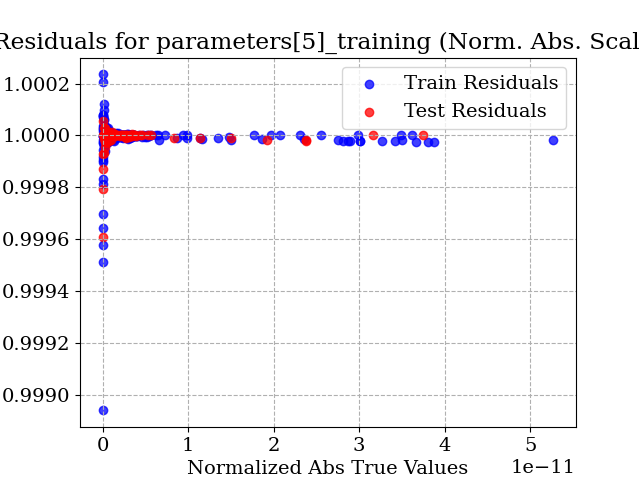 Residuals for parameters[5]_training (Norm. Abs. Scal
Train Residuals
Test Residuals
1.0002
1.0000
0.9998
0.9996
0.9994
0.9992
0.9990
0 1 2 3 4 5
Normalized Abs True Values 1e−11